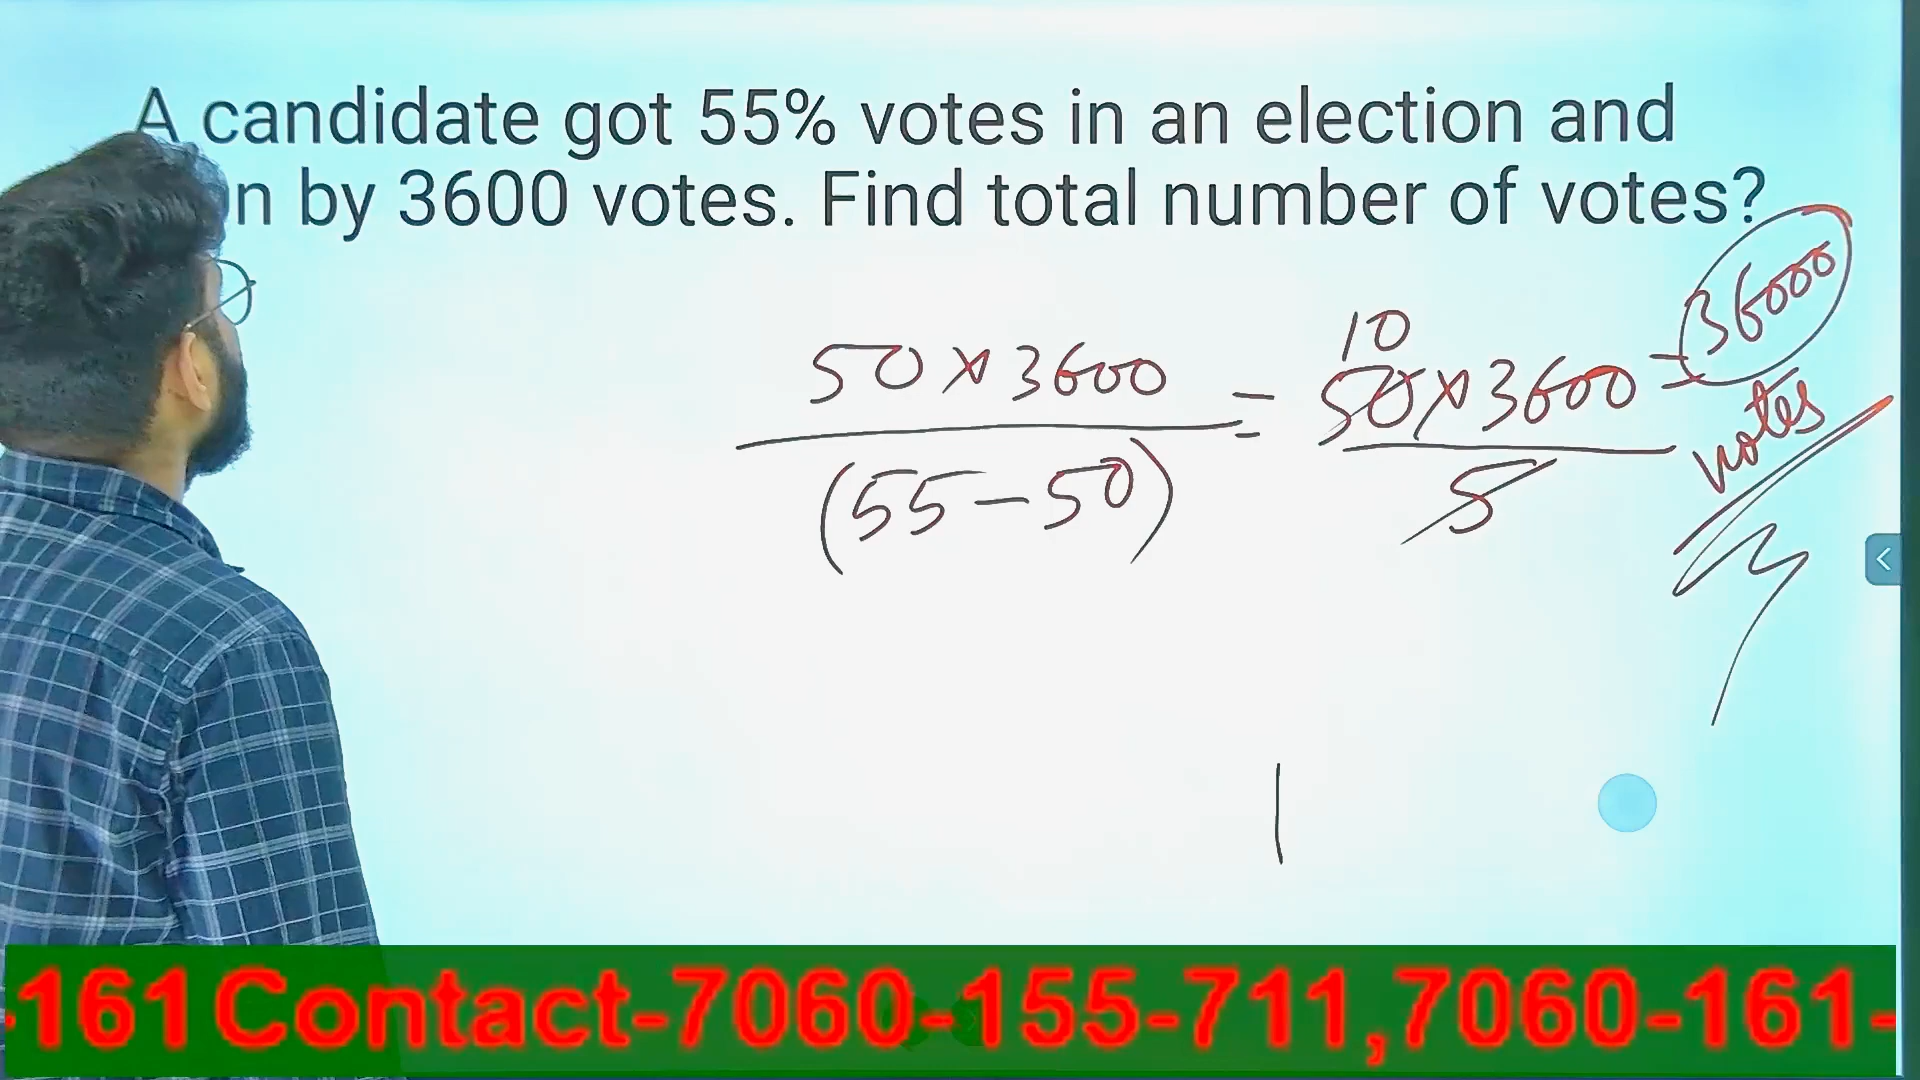 A candidate got 55% votes in an election and
n by 3600 votes. Find total number of votes?
50 × 3600 / (55 - 50) = 50 × 3600 / 5 = 36000
10
votes
161 Contact-7060-155-711,7060-161-